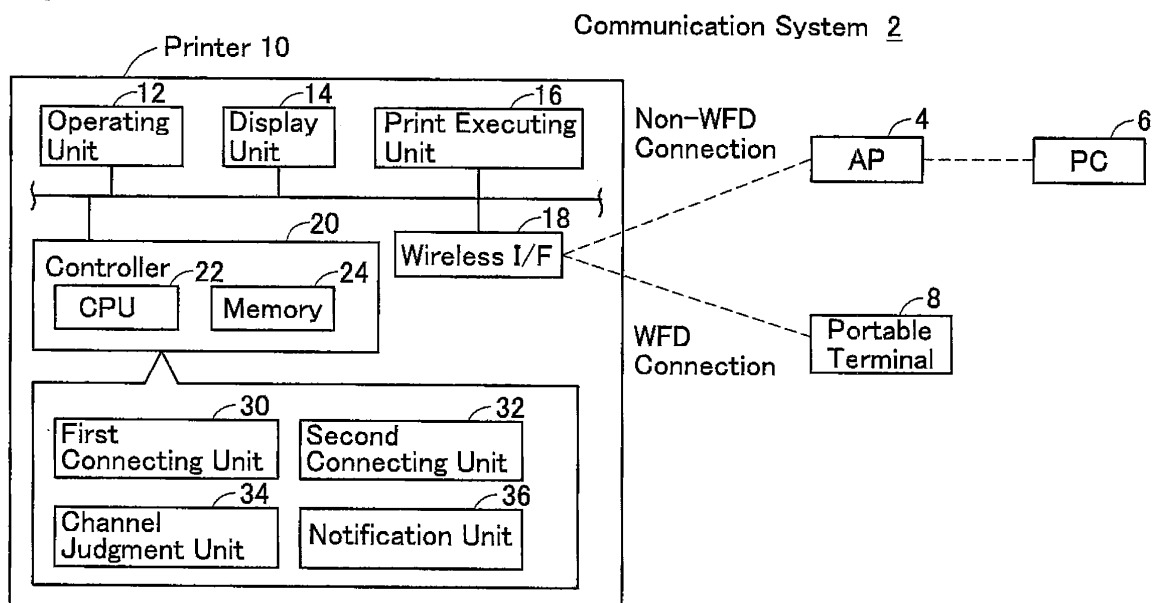 Communication System 2
Printer 10
12
14
16
Operating
Unit
Display
Unit
Print Executing
Unit
Non-WFD
Connection
4
AP
6
PC
20
18
Controller
Wireless I/F
22
CPU
24
Memory
WFD
Connection
8
Portable
Terminal
30
32
First
Connecting Unit
Second
Connecting Unit
34
36
Channel
Judgment Unit
Notification Unit